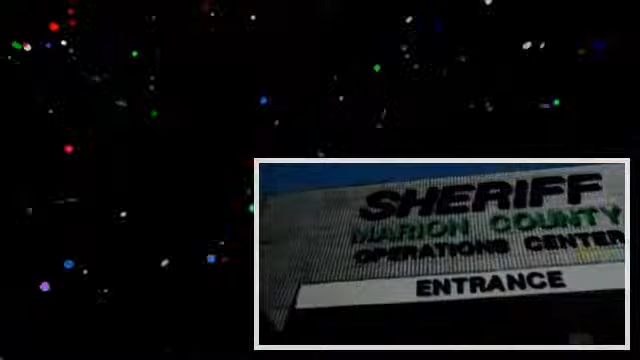 SHERIFF
MARION COUNTY
OPERATIONS CENTER
ENTRANCE